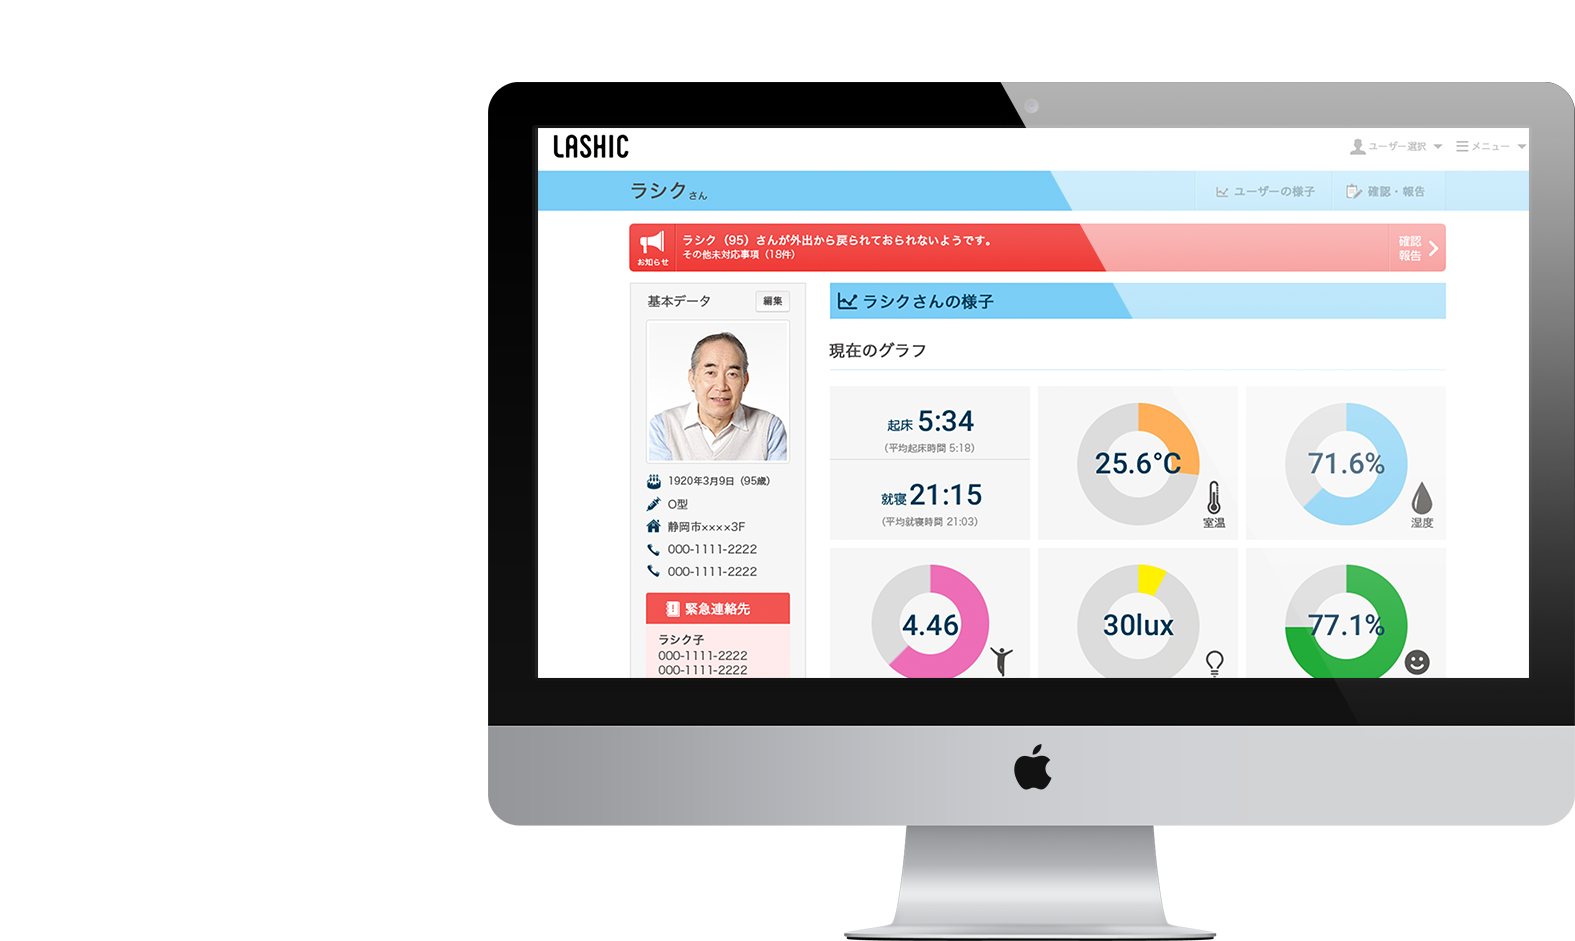 LASHIC
ユーザー選択
メニュー
ラシクさん
ユーザーの様子
確認・報告
お知らせ
ラシク（95）さんが外出から戻られておられないようです。
その他未対応事項（18件）
確認
報告
基本データ
編集
1920年3月9日（95歳）
O型
静岡市××××3F
000-1111-2222
000-1111-2222
緊急連絡先
ラシク子
000-1111-2222
000-1111-2222
ラシクさんの様子
現在のグラフ
起床 5:34
（平均起床時間 5:18）
就寝 21:15
（平均就寝時間 21:03）
25.6°C
室温
71.6%
湿度
4.46
30lux
77.1%